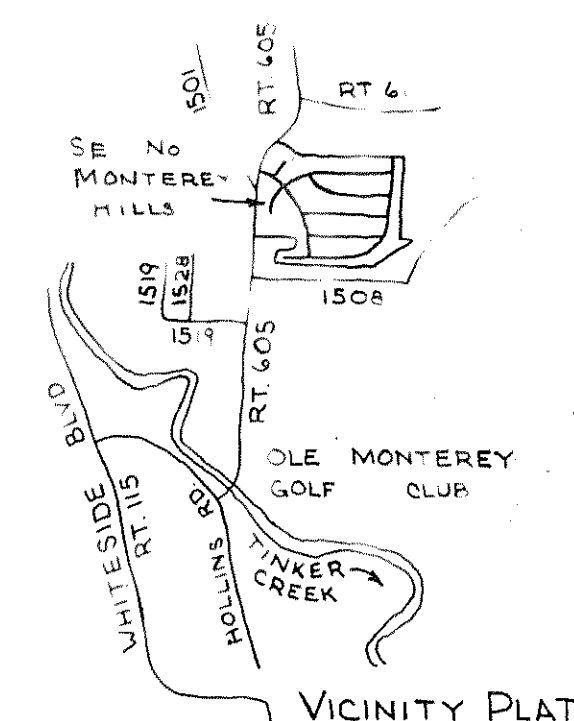 1501
RT. 605
RT 6
SE No
MONTEREY
HILLS
1519
1528
1508
1519
RT. 605
BLVD
WHITESIDE
RT. 115
OLE MONTEREY
GOLF CLUB
HOLLINS RD.
TINKER
CREEK
VICINITY PLAT